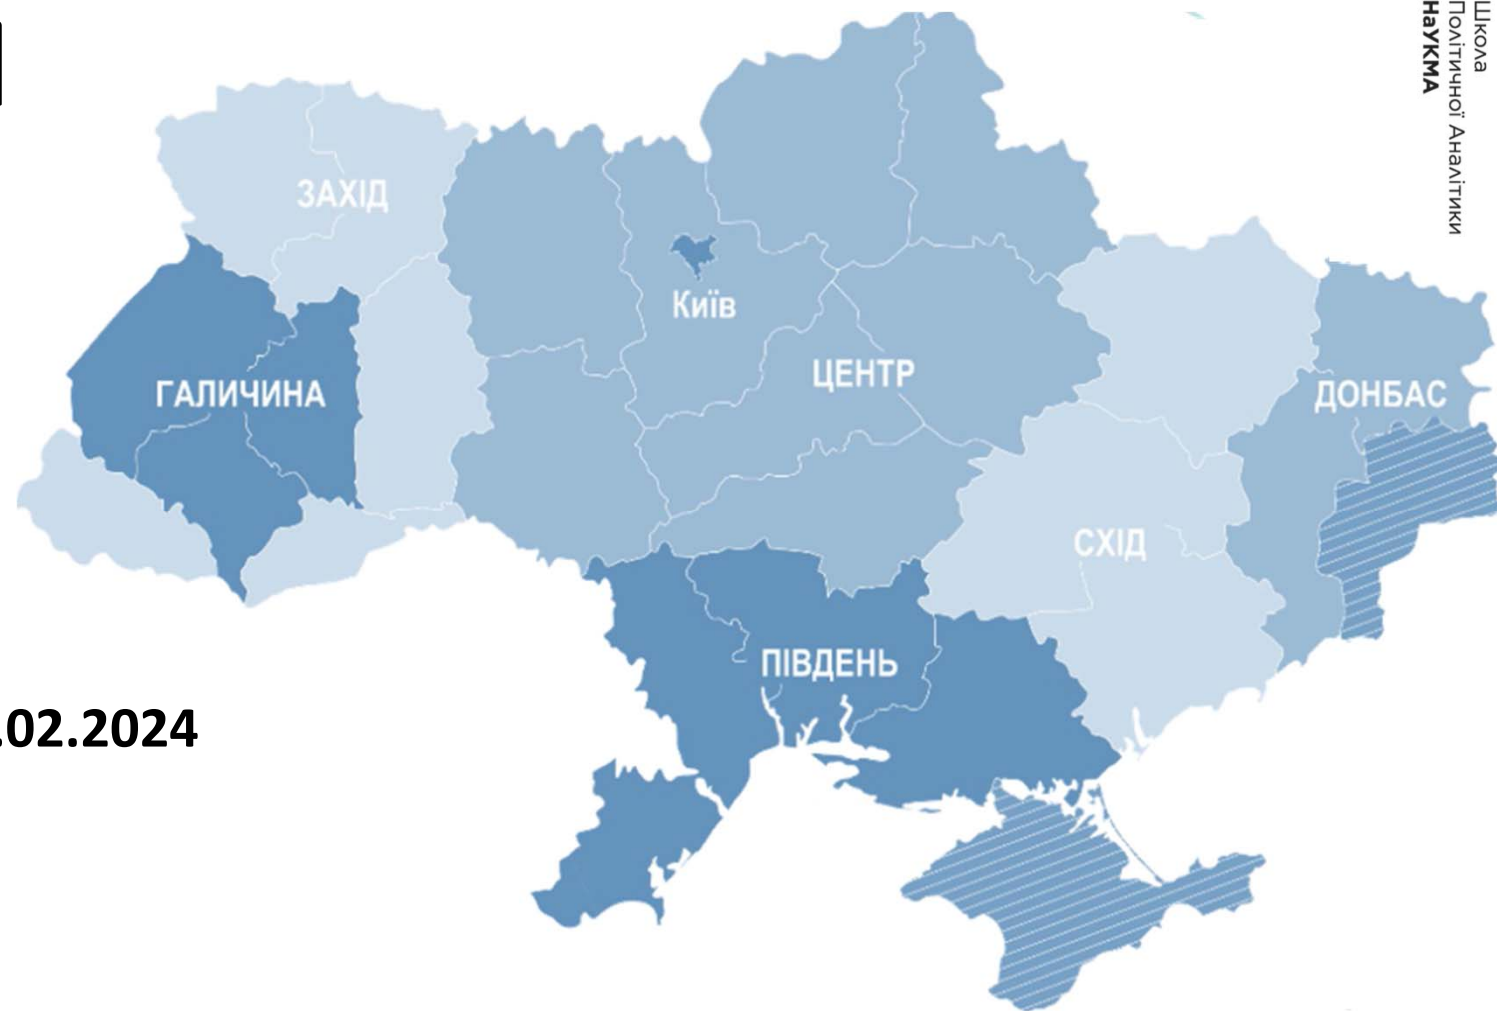 Школа
Політичної Аналітики
НаУКМА
ЗАХІД
Київ
ЦЕНТР
ГАЛИЧИНА
ДОНБАС
СХІД
ПІВДЕНЬ
.02.2024